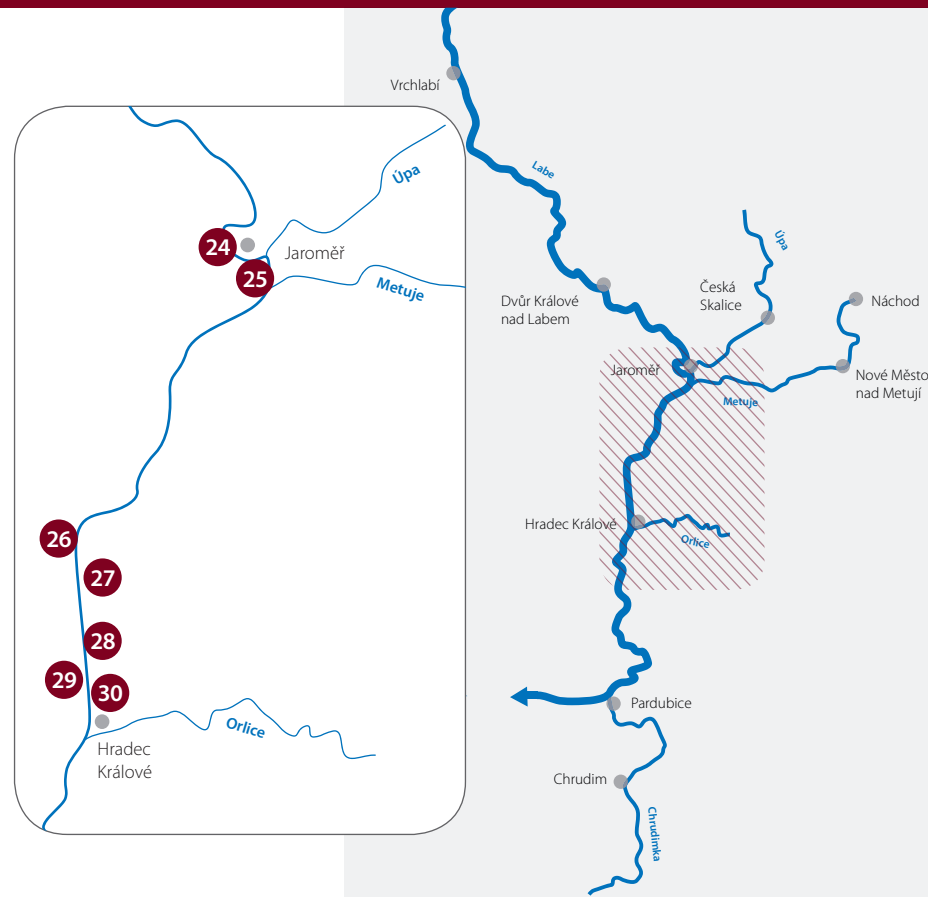 Vrchlabí
Labe
Úpa
Úpa
24
Jaroměř
25
Metuje
Česká
Skalice
Dvůr Králové
nad Labem
Náchod
Jaroměř
Nové Město
nad Metují
Metuje
26
Hradec Králové
Orlice
27
28
29
30
Orlice
Hradec
Králové
Pardubice
Chrudim
Chrudimka